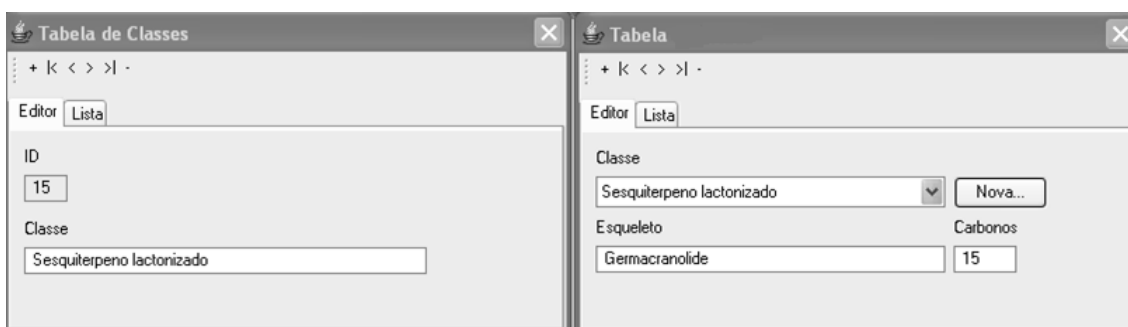 Tabela de Classes
+ |< < > >| -
Editor Lista
ID
15
Classe
Sesquiterpeno lactonizado
Tabela
+ |< < > >| -
Editor Lista
Classe
Sesquiterpeno lactonizado Nova...
Esqueleto Carbonos
Germacranolide 15